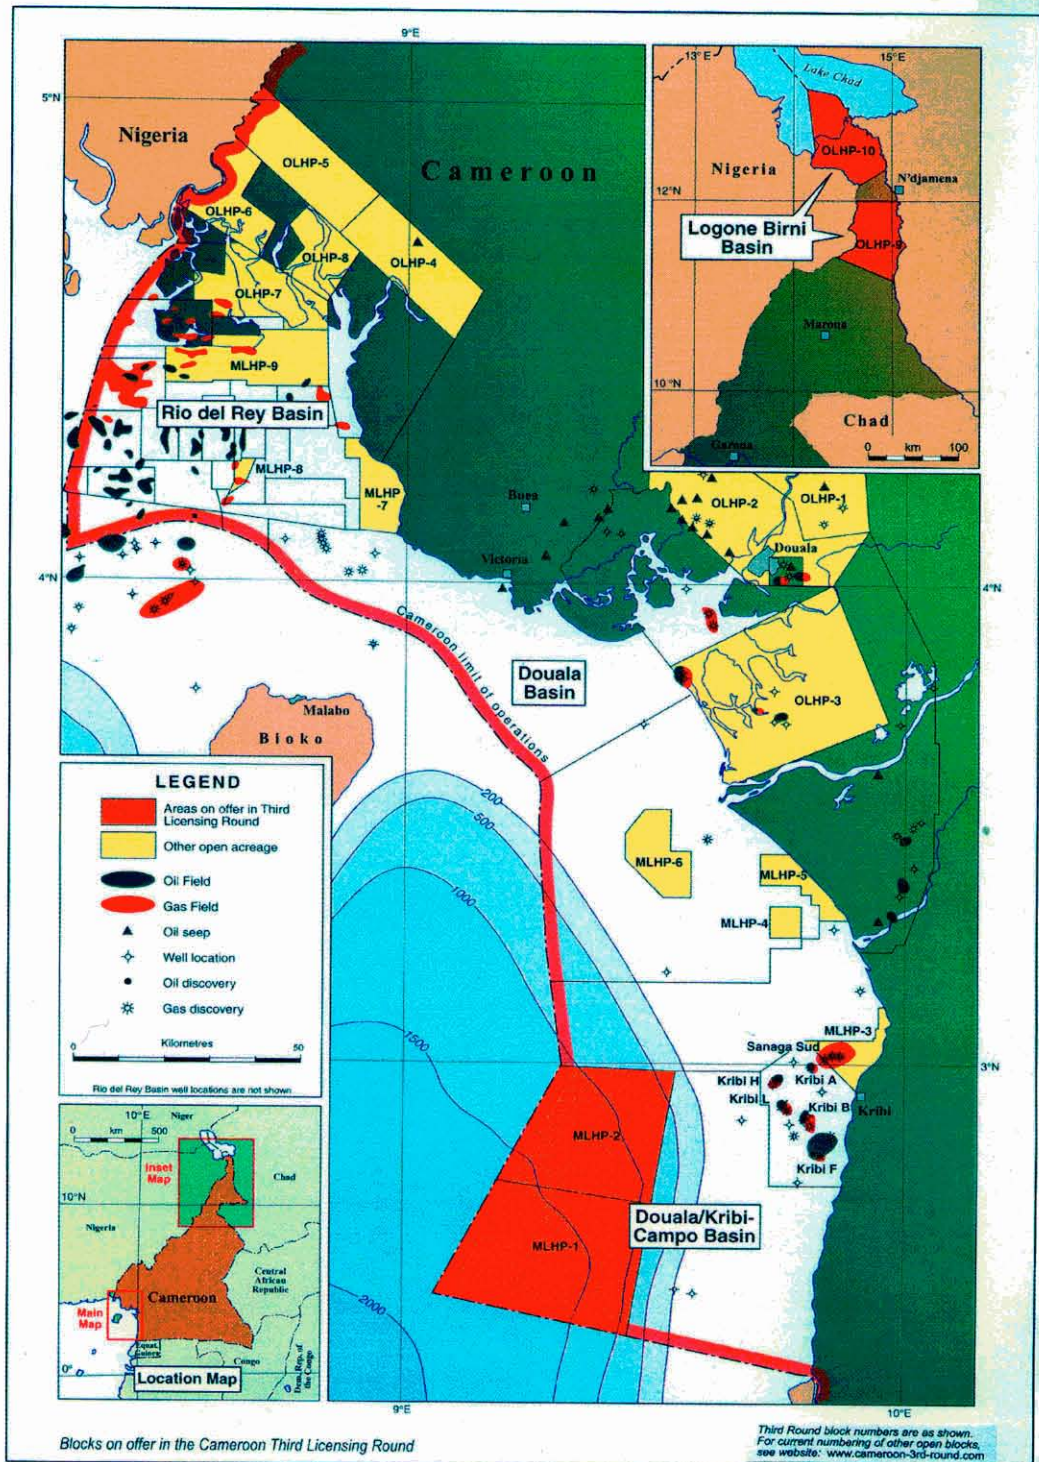 9°E
5°N
Nigeria
Cameroon
OLHP-5
OLHP-6
OLHP-8
OLHP-4
OLHP-7
MLHP-9
Rio del Rey Basin
MLHP-8
MLHP
-7
Buea
Victoria
4°N
13°E
15°E
Lake Chad
OLHP-10
Nigeria
N'djamena
12°N
Logone Birni
Basin
OLHP-9
Maroua
10°N
Chad
Garoua
0 km 100
OLHP-2
OLHP-1
Douala
4°N
Cameroon limit of operations
Douala
Basin
OLHP-3
Malabo
Bioko
LEGEND
Areas on offer in Third
Licensing Round
Other open acreage
Oil Field
Gas Field
Oil seep
Well location
Oil discovery
Gas discovery
0 Kilometres 50
Rio del Rey Basin well locations are not shown
200
500
1000
1500
2000
MLHP-6
MLHP-5
MLHP-4
MLHP-3
Sanaga Sud
3°N
Kribi H
Kribi A
Kribi L
Kribi B
Kribi
Kribi F
MLHP-2
MLHP-1
Douala/Kribi-
Campo Basin
10°E
Niger
0 km 500
Inset
Map
Chad
10°N
Nigeria
Central
African
Republic
Cameroon
Main
Map
Equat.
Guinea
Congo
Dem. Rep. of
the Congo
0°
Location Map
9°E
10°E
Blocks on offer in the Cameroon Third Licensing Round
Third Round block numbers are as shown.
For current numbering of other open blocks,
see website: www.cameroon-3rd-round.com